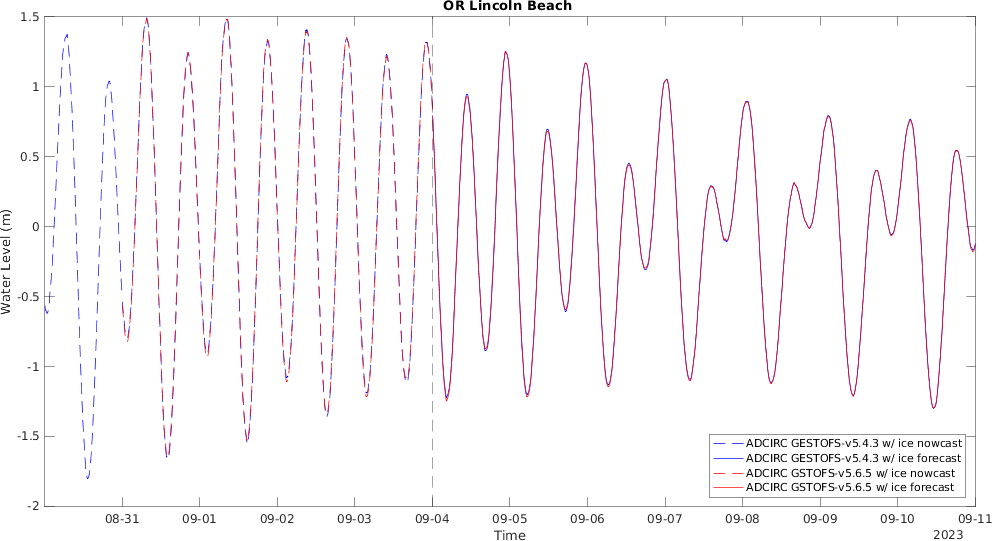 OR Lincoln Beach
1.5
1
0.5
0
-0.5
-1
-1.5
-2
Water Level (m)
ADCIRC GESTOFS-v5.4.3 w/ ice nowcast
ADCIRC GESTOFS-v5.4.3 w/ ice forecast
ADCIRC GSTOFS-v5.6.5 w/ ice nowcast
ADCIRC GSTOFS-v5.6.5 w/ ice forecast
08-31 09-01 09-02 09-03 09-04 09-05 09-06 09-07 09-08 09-09 09-10 09-11
Time
2023